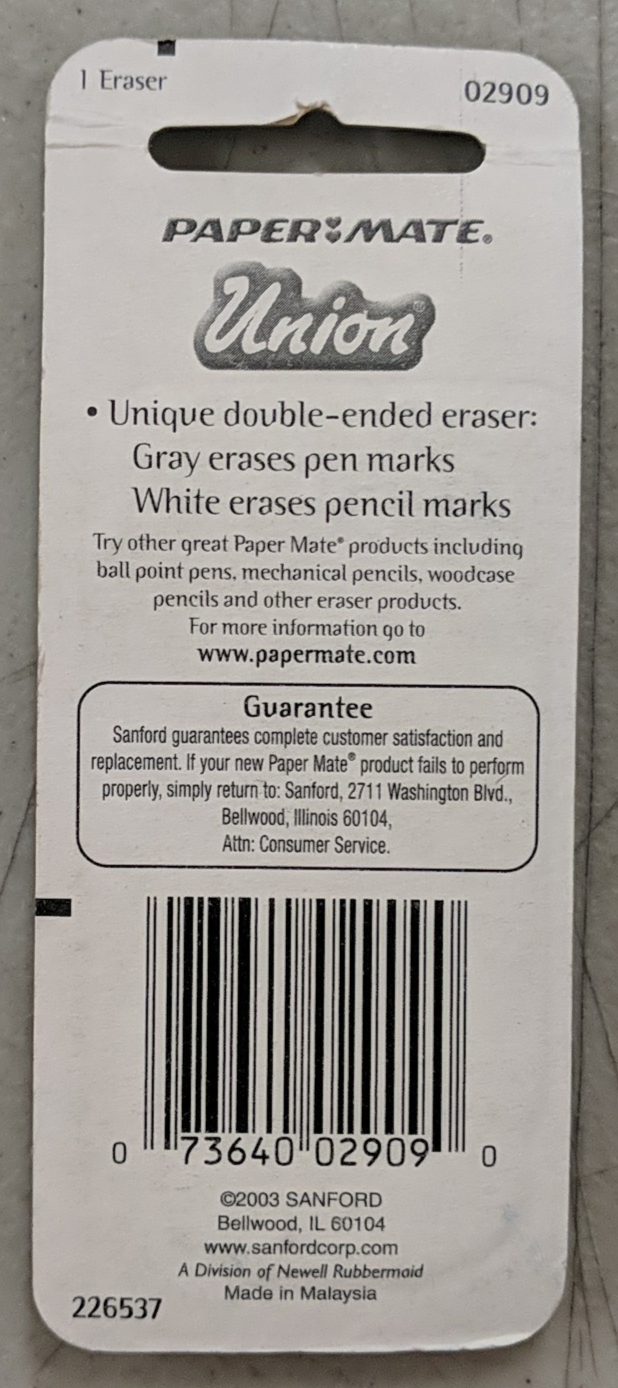 1 Eraser 02909
PAPER:MATE®
Union®
• Unique double-ended eraser:
Gray erases pen marks
White erases pencil marks
Try other great Paper Mate® products including
ball point pens, mechanical pencils, woodcase
pencils and other eraser products.
For more information go to
www.papermate.com
Guarantee
Sanford guarantees complete customer satisfaction and
replacement. If your new Paper Mate® product fails to perform
properly, simply return to: Sanford, 2711 Washington Blvd.,
Bellwood, Illinois 60104,
Attn: Consumer Service.
0 73640 02909 0
©2003 SANFORD
Bellwood, IL 60104
www.sanfordcorp.com
A Division of Newell Rubbermaid
Made in Malaysia
226537